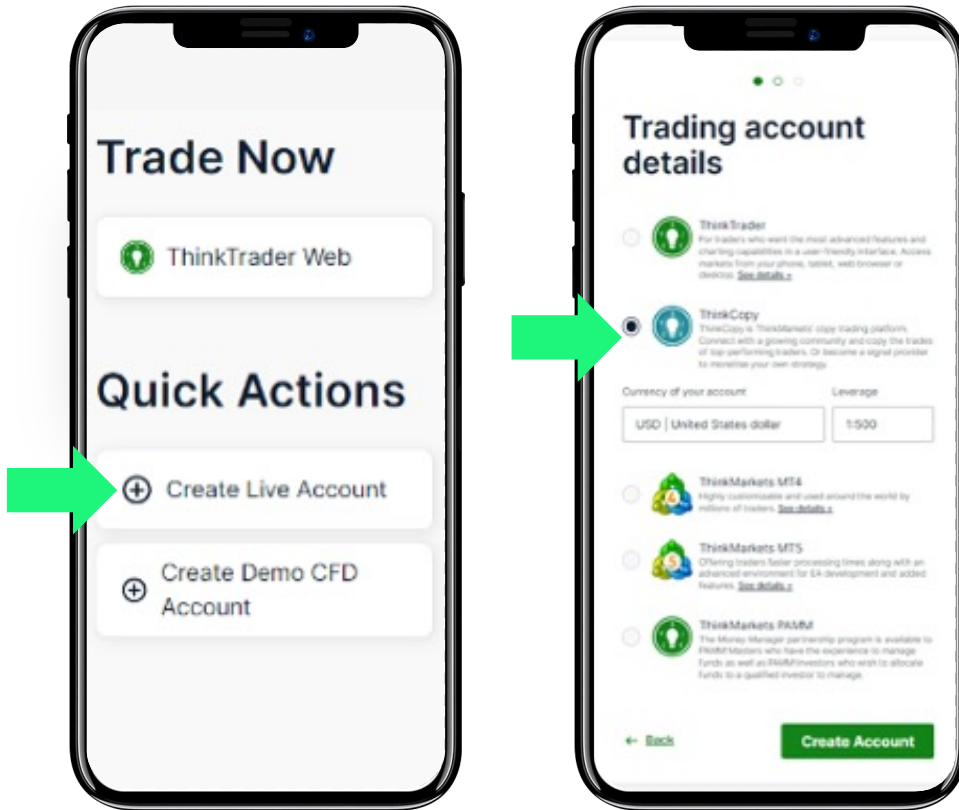 Trade Now
ThinkTrader Web
Quick Actions
Create Live Account
Create Demo CFD
Account
Trading account
details
ThinkTrader
For traders who want the most advanced features and
charting capabilities in a user-friendly interface. Access
markets from your phone, tablet, web browser or
desktop. See details »
ThinkCopy
ThinkCopy is ThinkMarkets' copy trading platform.
Connect with a growing community and copy the trades
of top-performing traders. Or become a signal provider
to monetise your own strategy.
Currency of your account
Leverage
USD | United States dollar
1:500
ThinkMarkets MT4
Highly customisable and used around the world by
millions of traders. See details »
ThinkMarkets MT5
Offering traders faster processing times along with an
advanced environment for EA development and added
features. See details »
ThinkMarkets PAMM
The Money Manager partnership program is available to
PAMM Masters who have the experience to manage
funds as well as PAMM Investors who wish to allocate
funds to a qualified investor to manage.
← Back
Create Account